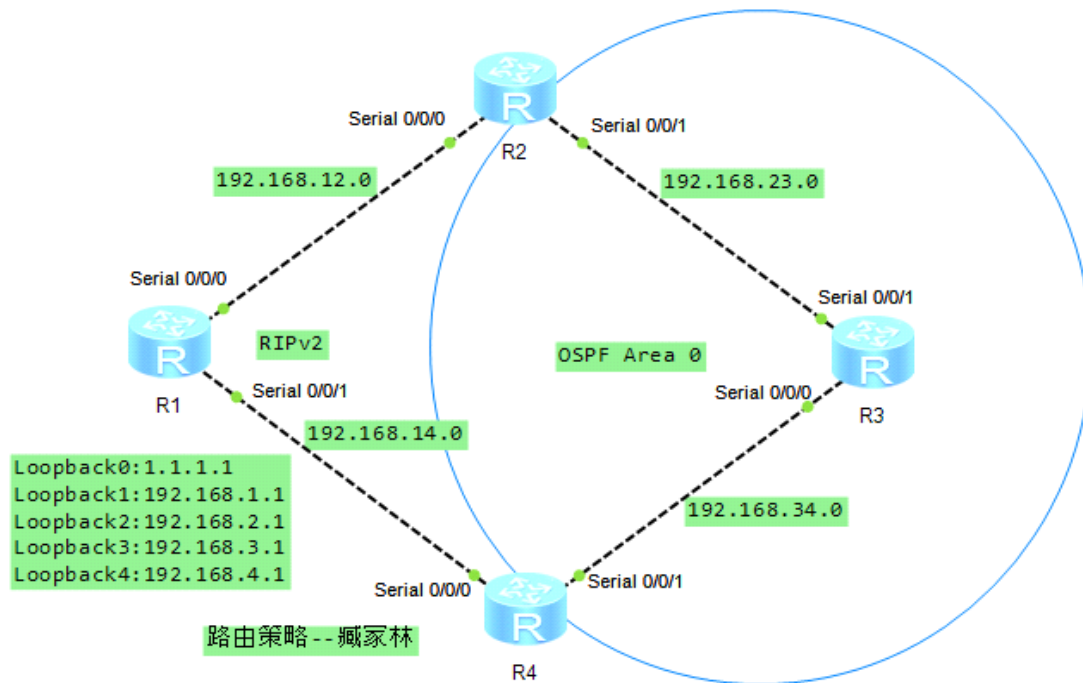 R
Serial 0/0/0
Serial 0/0/1
R2
192.168.12.0
192.168.23.0
Serial 0/0/0
Serial 0/0/1
R
RIPv2
OSPF Area 0
R
R1
Serial 0/0/1
Serial 0/0/0
R3
192.168.14.0
Loopback0:1.1.1.1
Loopback1:192.168.1.1
Loopback2:192.168.2.1
Loopback3:192.168.3.1
Loopback4:192.168.4.1
192.168.34.0
Serial 0/0/0
Serial 0/0/1
R
路由策略--臧家林
R4